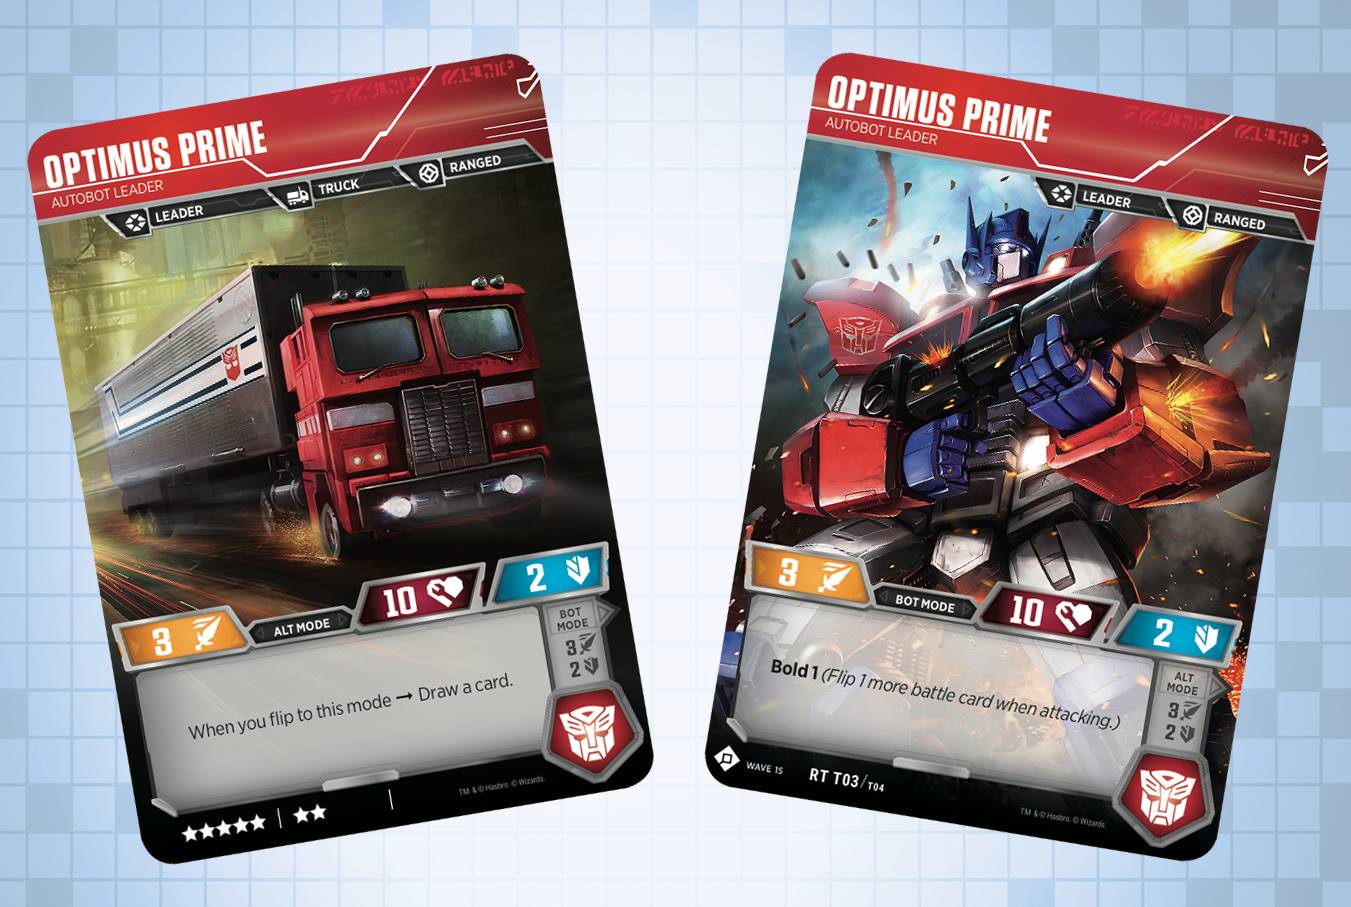 OPTIMUS PRIME
AUTOBOT LEADER
LEADER
TRUCK
RANGED
3
ALT MODE
10
2
BOT
MODE
3
2
When you flip to this mode → Draw a card.
TM & © Hasbro. © Wizards.
OPTIMUS PRIME
AUTOBOT LEADER
LEADER
RANGED
3
BOT MODE
10
2
Bold 1 (Flip 1 more battle card when attacking.)
ALT
MODE
3
2
WAVE 1S
RT T03/T04
TM & © Hasbro. © Wizards.